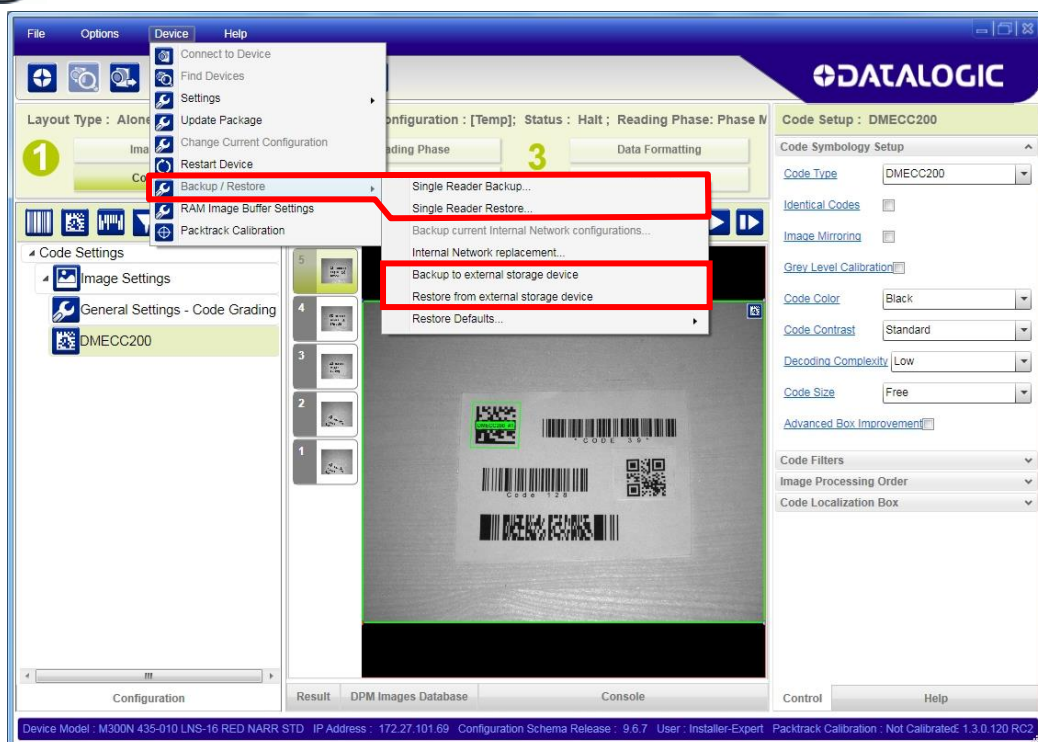 File Options Device Help
DATALOGIC
Connect to Device
Find Devices
Settings
Update Package
Change Current Configuration
Restart Device
Backup / Restore
RAM Image Buffer Settings
Packtrack Calibration
Single Reader Backup...
Single Reader Restore...
Backup current Internal Network configurations...
Internal Network replacement...
Backup to external storage device
Restore from external storage device
Restore Defaults...
Layout Type : Alone
onfiguration : [Temp]; Status : Halt ; Reading Phase: Phase M
1
Ima
Co
ading Phase
3
Data Formatting
Code Settings
Image Settings
General Settings - Code Grading
DMECC200
5
4
3
2
1
DMECC200 #1
*CODE 39*
Code 128
Code Setup : DMECC200
Code Symbology Setup
Code Type DMECC200
Identical Codes
Image Mirroring
Grey Level Calibration
Code Color Black
Code Contrast Standard
Decoding Complexity Low
Code Size Free
Advanced Box Improvement
Code Filters
Image Processing Order
Code Localization Box
Configuration
Result DPM Images Database Console
Control Help
Device Model : M300N 435-010 LNS-16 RED NARR STD IP Address : 172.27.101.69 Configuration Schema Release : 9.6.7 User : Installer-Expert Packtrack Calibration : Not Calibrated 1.3.0.120 RC2